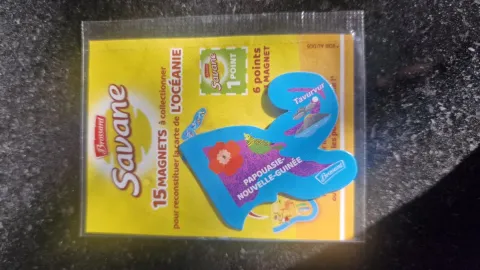 Brossard
Savane
15 MAGNETS à collectionner
pour reconstituer la carte de L'OCÉANIE
Brossard
Savane
1 POINT
6 points
MAGNET
Tavurvur
PAPOUASIE-
NOUVELLE-GUINÉE
Brossard